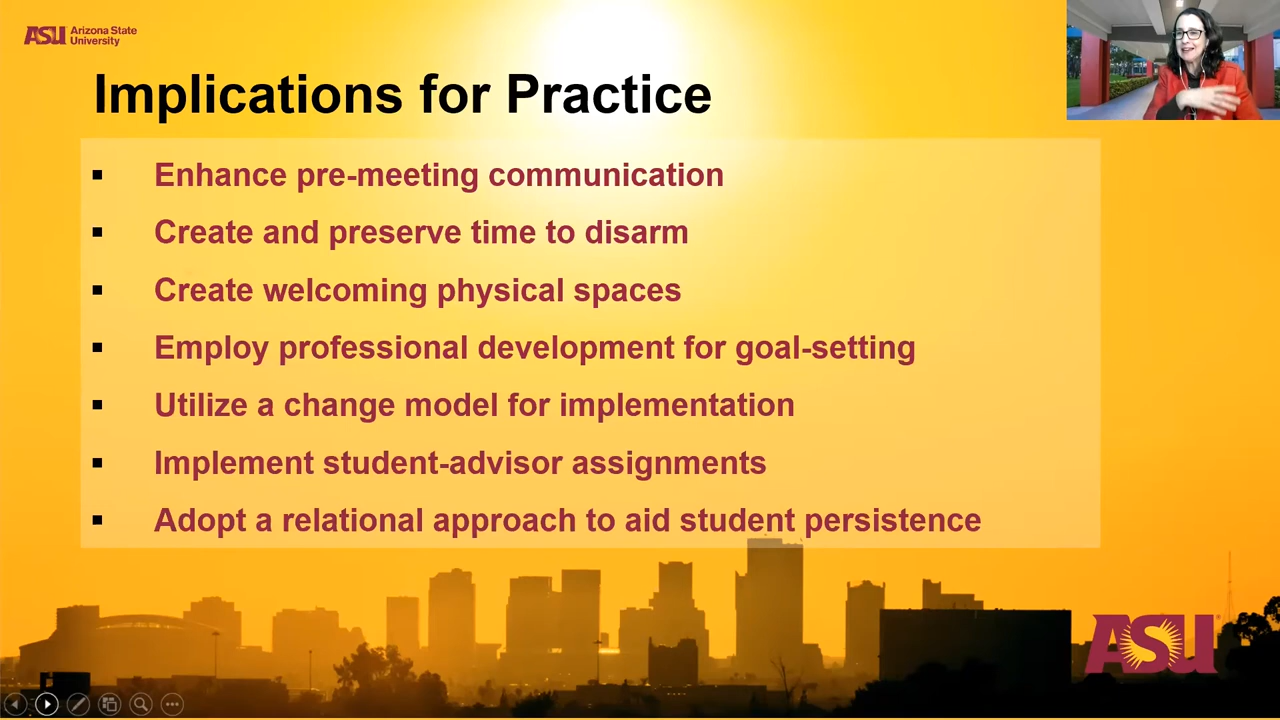 ASU Arizona State
University
Implications for Practice
▪ Enhance pre-meeting communication
▪ Create and preserve time to disarm
▪ Create welcoming physical spaces
▪ Employ professional development for goal-setting
▪ Utilize a change model for implementation
▪ Implement student-advisor assignments
▪ Adopt a relational approach to aid student persistence
ASU